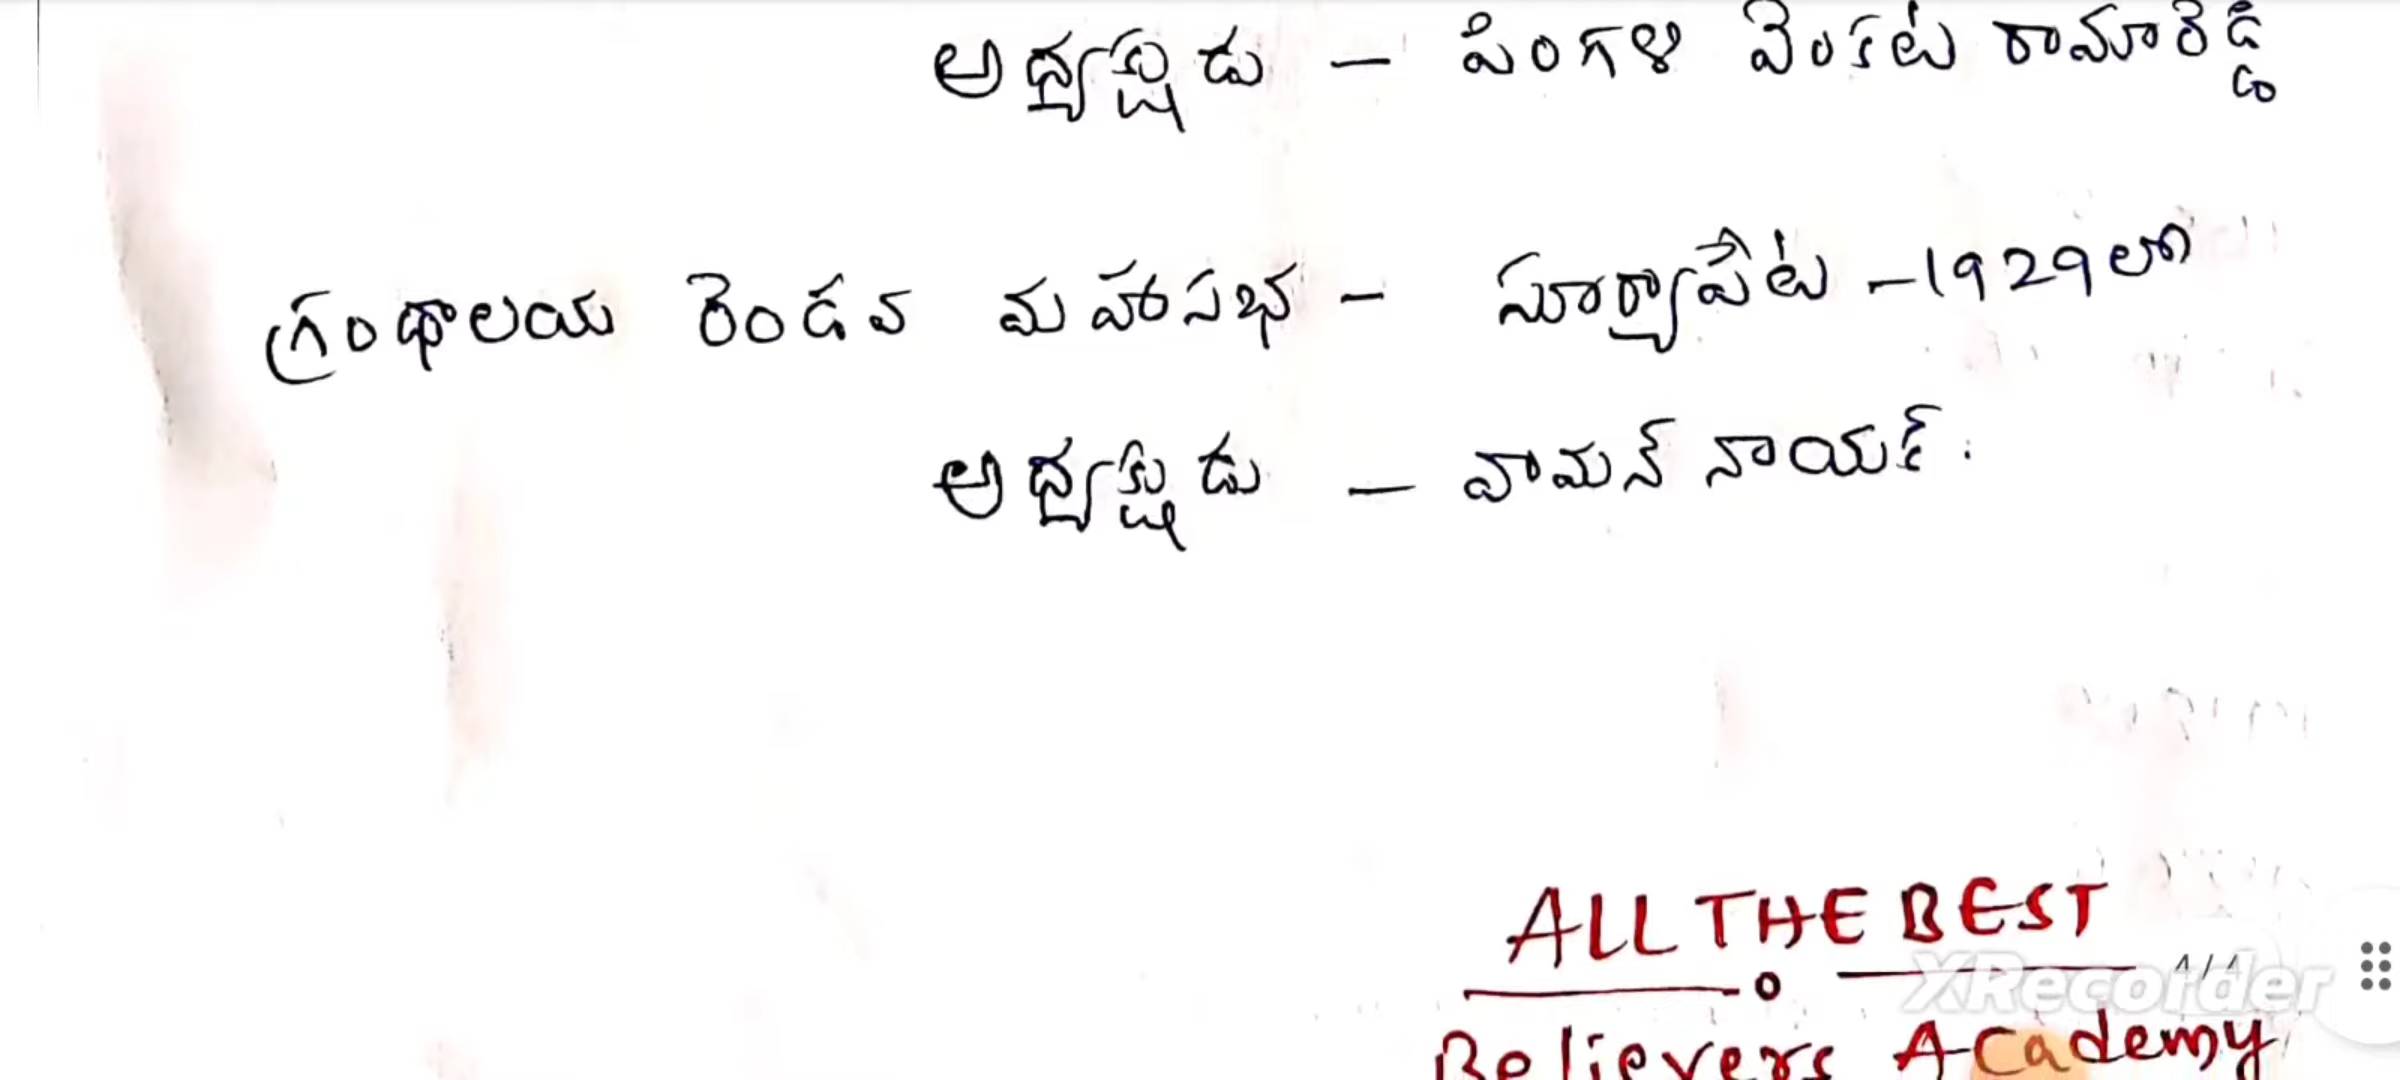 అధ్యక్షుడు - పింగళి వెంకట రామారెడ్డి
గ్రంథాలయ రెండవ మహాసభ - సూర్యాపేట - 1929లో
అధ్యక్షుడు - వామన్ నాయక్.
ALL THE BEST
XRecorder
Believers Academy